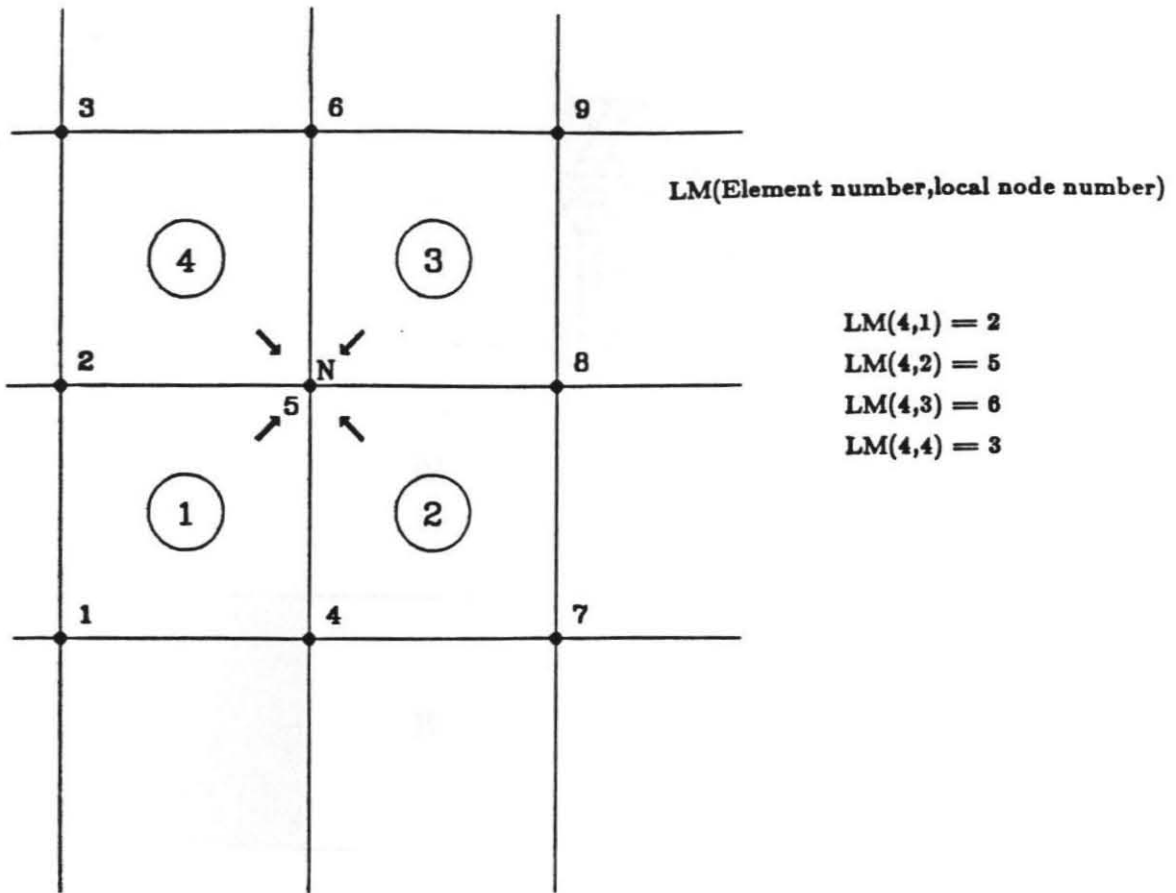 3 6 9
LM(Element number,local node number)
4 3
LM(4,1) = 2
2 N 8
LM(4,2) = 5
5
LM(4,3) = 6
LM(4,4) = 3
1 2
1 4 7